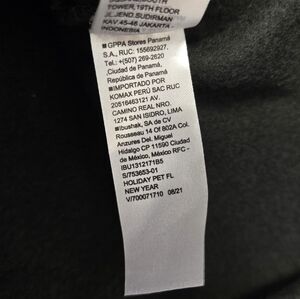 TOWER,19TH FLOOR
JL.JEND.SUDIRMAN
KAV.45-46 JAKARTA
INDONESIA
■GPPA Stores Panamá
S.A., RUC: 155692927.
Tel.: +(507) 269-2620
,Ciudad de Panamá,
República de Panamá
■IMPORTADO POR
KOMAX PERÚ SAC RUC
20516463121 AV.
CAMINO REAL NRO.
1274 SAN ISIDRO, LIMA
■Ibushak, SA de CV
Rousseau 14 Of 802A Col.
Anzures Del. Miguel
Hidalgo CP 11590 Ciudad
de México, México RFC -
IBU1312171B5
S/753653-01
HOLIDAY PET FL
NEW YEAR
V/700071710 08/21